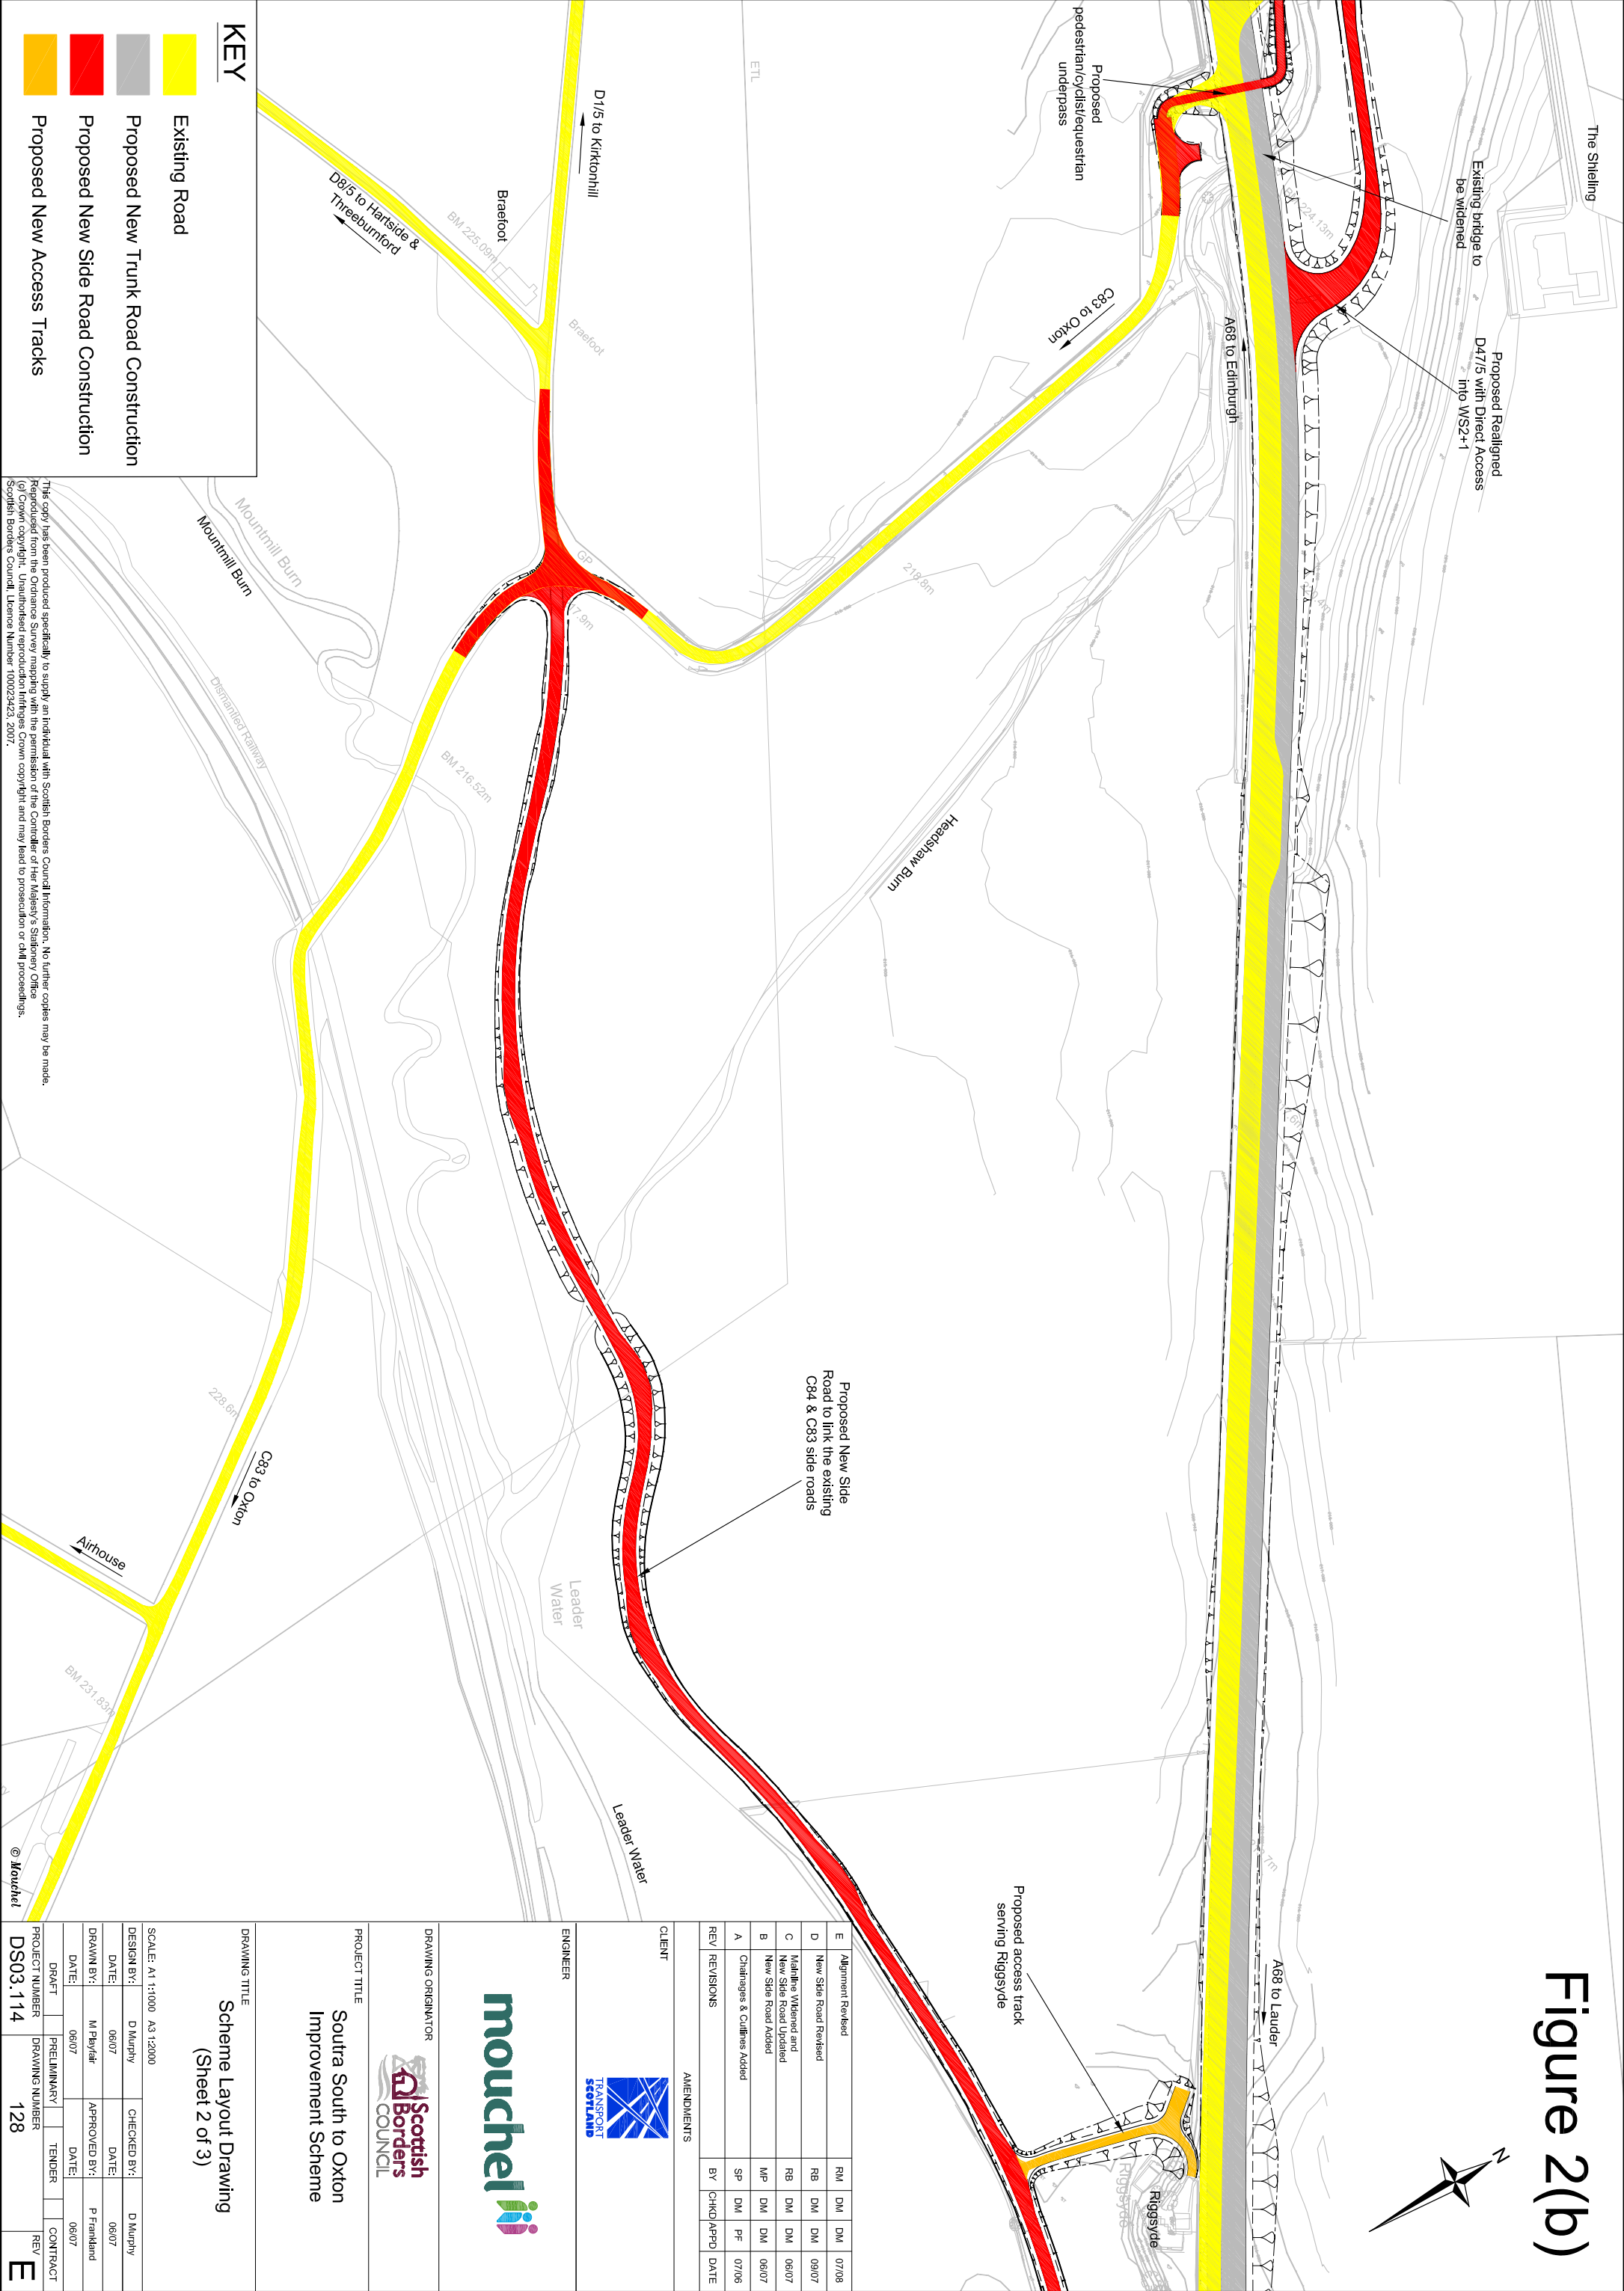 Figure 2(b)
N
The Shieling
Existing bridge to
be widened
Proposed Realigned
D47/5 with Direct Access
into WS2+1
224.13m
Proposed
pedestrian/cyclist/equestrian
underpass
A68 to Edinburgh
A68 to Lauder
C83 to Oxton
ETL
D1/5 to Kirktonhill
Braefoot
Braefoot
BM 225.09m
D8/5 to Hartside &
Threeburnford
GP
218.8m
Headshaw Burn
Mountmill Burn
Mountmill Burn
BM 216.52m
Dismantled Railway
Proposed New Side
Road to link the existing
C84 & C83 side roads
Leader
Water
Leader Water
228.6m
C83 to Oxton
Airhouse
BM 231.83m
Proposed access track
serving Riggsyde
Riggsyde
Riggsyde
KEY
Existing Road
Proposed New Trunk Road Construction
Proposed New Side Road Construction
Proposed New Access Tracks
This copy has been produced specifically to supply an individual with Scottish Borders Council Information. No further copies may be made.
Reproduced from the Ordnance Survey mapping with the permission of the Controller of Her Majesty's Stationery Office
(c) Crown copyright. Unauthorised reproduction infringes Crown copyright and may lead to prosecution or civil proceedings.
Scottish Borders Council, Licence Number 100023423, 2007.
© Mouchel
E Alignment Revised RM DM DM 07/08
D New Side Road Revised RB DM DM 09/07
C Mainline Widened and
New Side Road Updated RB DM DM 06/07
B New Side Road Added MP DM DM 06/07
A Chainages & Cutlines Added SP DM PF 07/06
REV REVISIONS BY CHKD APPD DATE
AMENDMENTS
CLIENT
TRANSPORT
SCOTLAND
ENGINEER
mouchel
DRAWING ORIGINATOR
Scottish
Borders
COUNCIL
PROJECT TITLE
Soutra South to Oxton
Improvement Scheme
DRAWING TITLE
Scheme Layout Drawing
(Sheet 2 of 3)
SCALE: A1 1:1000 A3 1:2000
DESIGN BY: D Murphy CHECKED BY: D Murphy
DATE: 06/07 DATE: 06/07
DRAWN BY: M Playfair APPROVED BY: P Frankland
DATE: 06/07 DATE: 06/07
DRAFT PRELIMINARY TENDER CONTRACT
PROJECT NUMBER DRAWING NUMBER REV
DS03.114 128 E